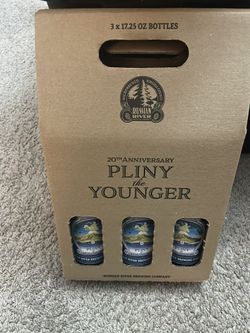 3 x 17.25 OZ BOTTLES
RUSSIAN
RIVER
20TH ANNIVERSARY
PLINY
the
YOUNGER
RUSSIAN RIVER BREWING COMPANY